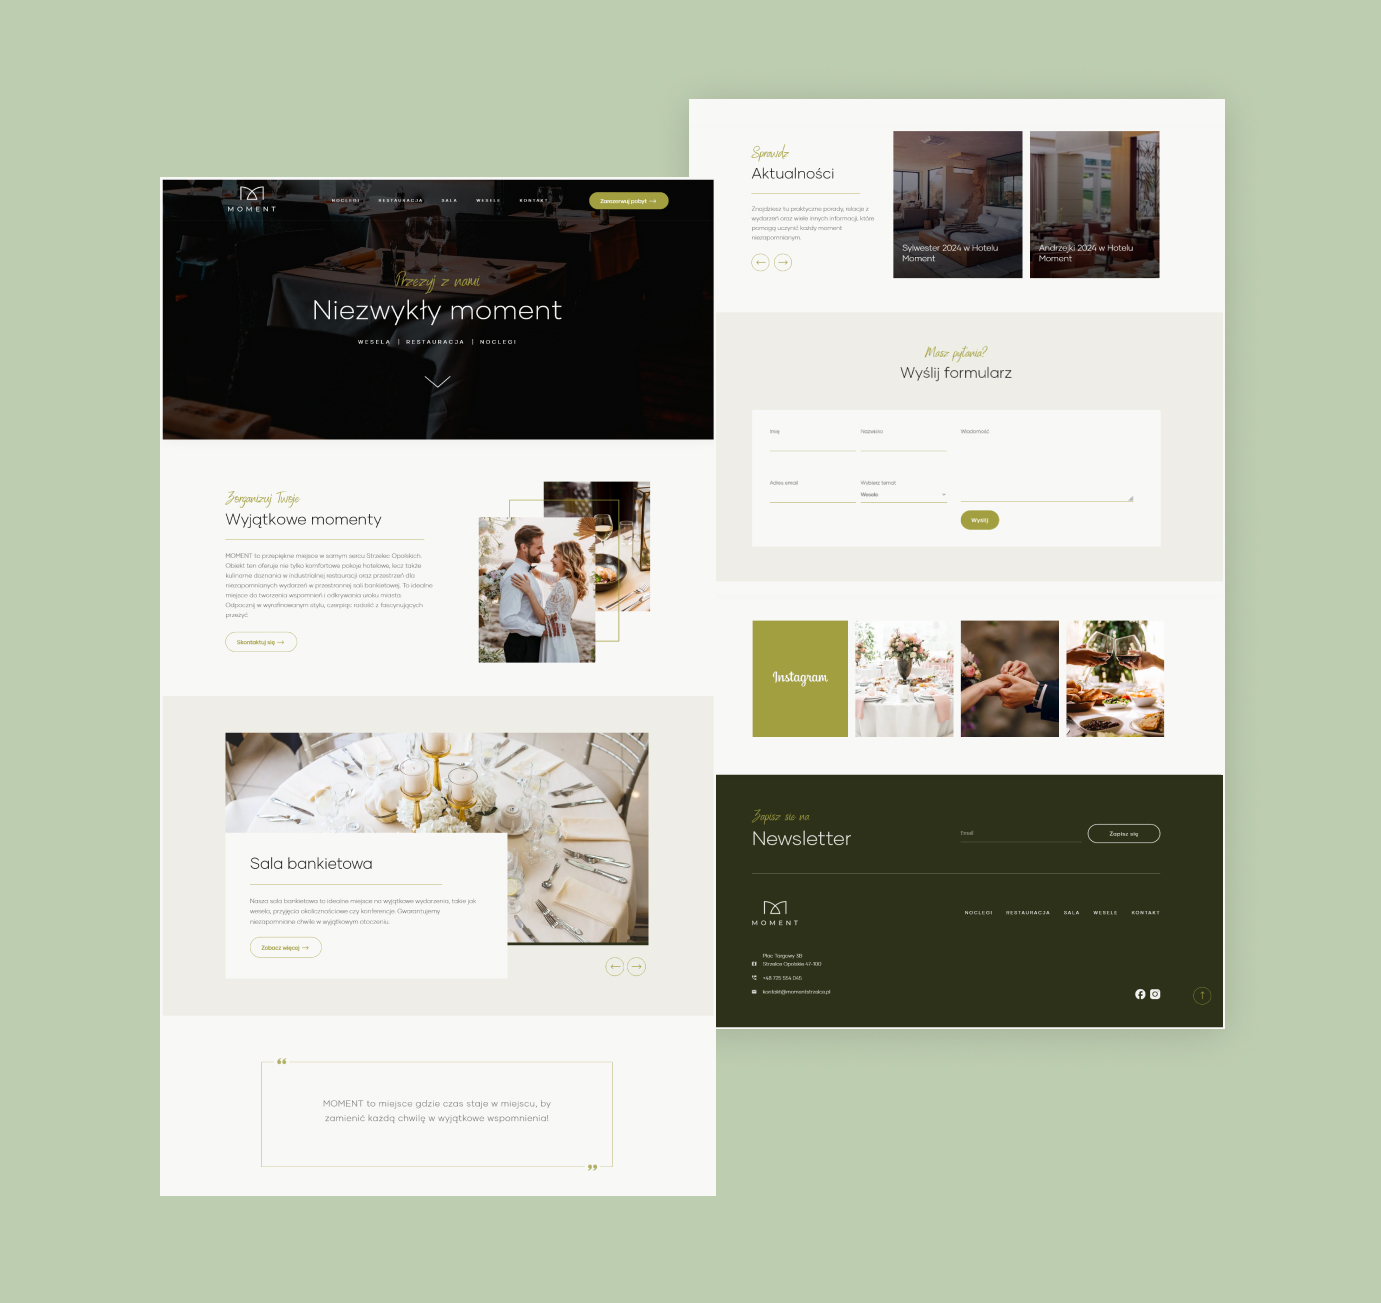 MOMENT
NOCLEGI RESTAURACJA SALA WESELE KONTAKT
Zarezerwuj pobyt →
Przeżyj z nami
Niezwykły moment
WESELA | RESTAURACJA | NOCLEGI
Zorganizuj Twoje
Wyjątkowe momenty
MOMENT to przepiękne miejsce w samym sercu Strzelec Opolskich.
Obiekt ten oferuje nie tylko komfortowe pokoje hotelowe, lecz także
kulinarne doznania w industrialnej restauracji oraz przestrzeń dla
niezapomnianych wydarzeń w przestronnej sali bankietowej. To idealne
miejsce do tworzenia wspomnień i odkrywania uroku miasta.
Odpocznij w wyrafinowanym stylu, czerpiąc radość z fascynujących
przeżyć.
Skontaktuj się →
Sala bankietowa
Nasza sala bankietowa to idealne miejsce na wyjątkowe wydarzenia, takie jak
wesela, przyjęcia okolicznościowe czy konferencje. Gwarantujemy
niezapomniane chwile w wyjątkowym otoczeniu.
Zobacz więcej →
“
MOMENT to miejsce gdzie czas staje w miejscu, by
zamienić każdą chwilę w wyjątkowe wspomnienia!
”
Sprawdź
Aktualności
Znajdziesz tu praktyczne porady, relacje z
wydarzeń oraz wiele innych informacji, które
pomogą uczynić każdy moment
niezapomnianym.
Sylwester 2024 w Hotelu
Moment
Andrzejki 2024 w Hotelu
Moment
Masz pytania?
Wyślij formularz
Imię
Nazwisko
Wiadomość
Adres email
Wybierz temat
Wesele
Wyślij
Instagram
Zapisz sie na
Newsletter
Email
Zapisz się
MOMENT
NOCLEGI RESTAURACJA SALA WESELE KONTAKT
Plac Targowy 3B
Strzelce Opolskie 47-100
+48 725 554 045
kontakt@momentstrzelce.pl